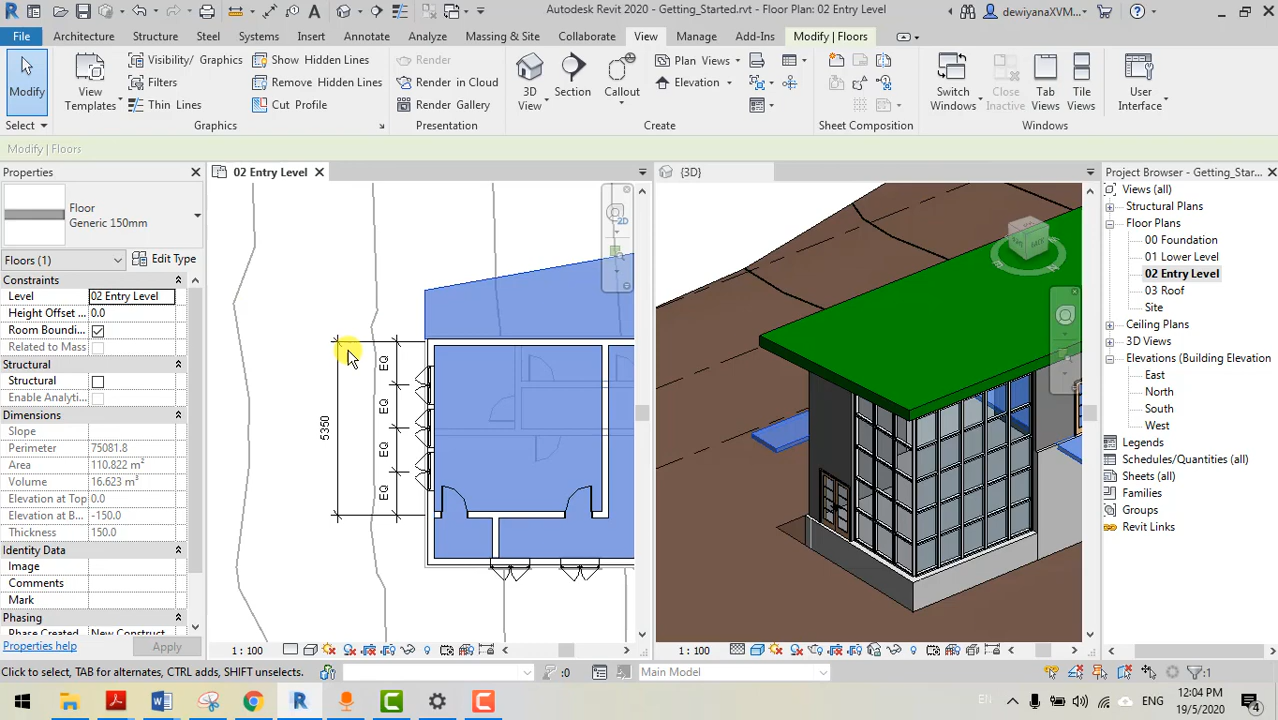 Autodesk Revit 2020 - Getting_Started.rvt - Floor Plan: 02 Entry Level
dewiyanaXVM...
File Architecture Structure Steel Systems Insert Annotate Analyze Massing & Site Collaborate View Manage Add-Ins Modify | Floors
Modify
Select
View Templates
Visibility/ Graphics
Filters
Thin Lines
Show Hidden Lines
Remove Hidden Lines
Cut Profile
Graphics
Render
Render in Cloud
Render Gallery
Presentation
3D View
Section
Callout
Plan Views
Elevation
Create
Sheet Composition
Switch Windows
Close Inactive
Tab Views
Tile Views
Windows
User Interface
Modify | Floors
Properties
Floor
Generic 150mm
Floors (1)
Edit Type
Constraints
Level 02 Entry Level
Height Offset ... 0.0
Room Boundi...
Related to Mass
Structural
Structural
Enable Analyti...
Dimensions
Slope
Perimeter 75081.8
Area 110.822 m²
Volume 16.623 m³
Elevation at Top 0.0
Elevation at B... -150.0
Thickness 150.0
Identity Data
Image
Comments
Mark
Phasing
Phase Created New Construct...
Properties help
Apply
02 Entry Level
2D
EQ
EQ
EQ
EQ
5350
1 : 100
{3D}
1 : 100
Project Browser - Getting_Star...
Views (all)
Structural Plans
Floor Plans
00 Foundation
01 Lower Level
02 Entry Level
03 Roof
Site
Ceiling Plans
3D Views
Elevations (Building Elevation
East
North
South
West
Legends
Schedules/Quantities (all)
Sheets (all)
Families
Groups
Revit Links
Click to select, TAB for alternates, CTRL adds, SHIFT unselects.
:0
Main Model
:1
ENG
12:04 PM
19/5/2020
4